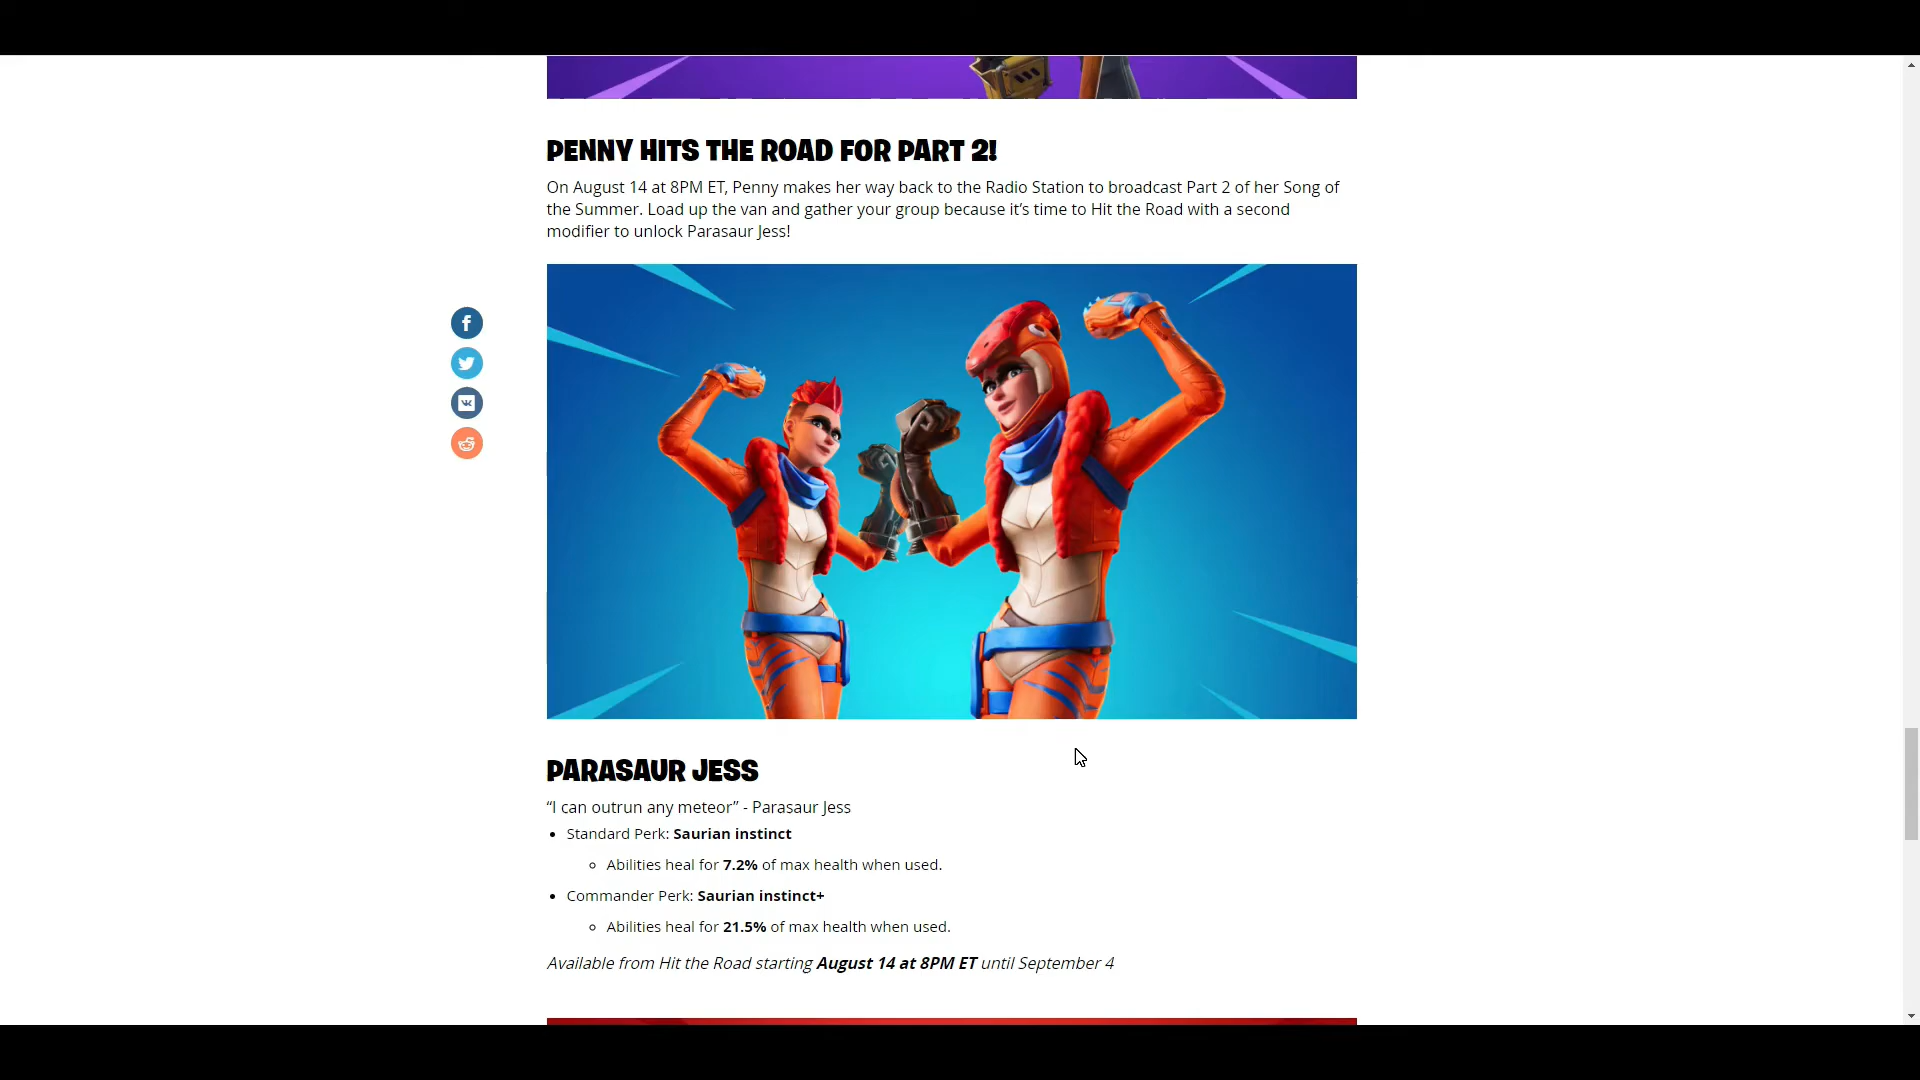 PENNY HITS THE ROAD FOR PART 2!
On August 14 at 8PM ET, Penny makes her way back to the Radio Station to broadcast Part 2 of her Song of
the Summer. Load up the van and gather your group because it’s time to Hit the Road with a second
modifier to unlock Parasaur Jess!
PARASAUR JESS
“I can outrun any meteor” - Parasaur Jess
Standard Perk: Saurian instinct
Abilities heal for 7.2% of max health when used.
Commander Perk: Saurian instinct+
Abilities heal for 21.5% of max health when used.
Available from Hit the Road starting August 14 at 8PM ET until September 4